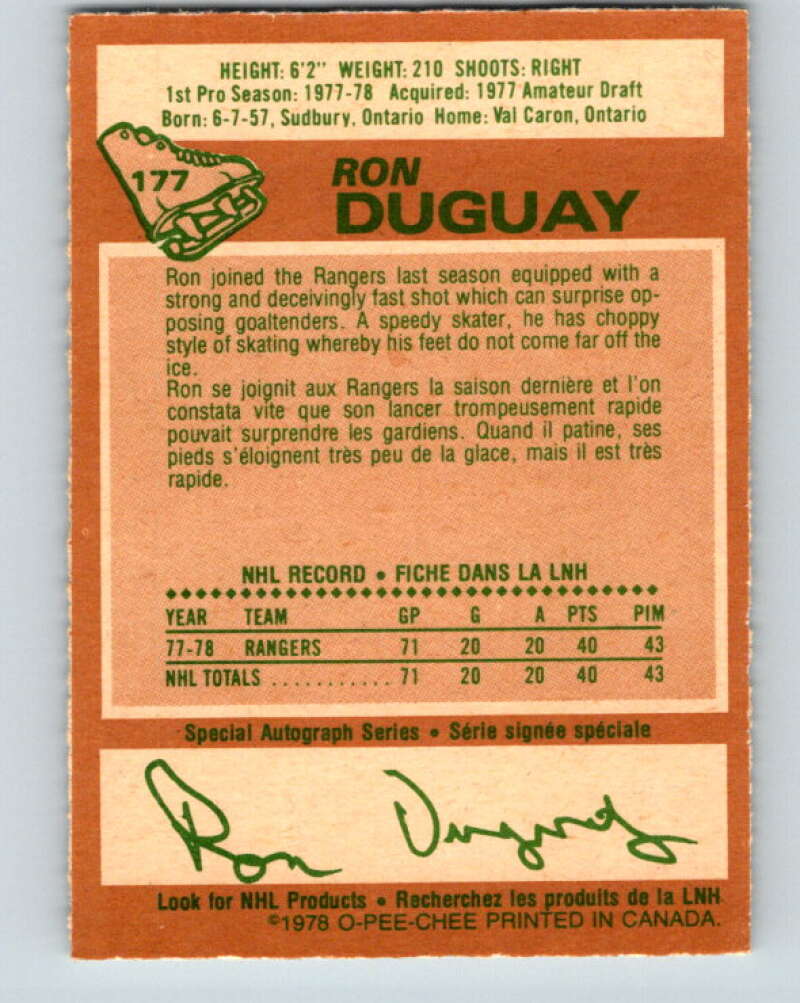 HEIGHT: 6'2" WEIGHT: 210 SHOOTS: RIGHT
1st Pro Season: 1977-78 Acquired: 1977 Amateur Draft
Born: 6-7-57, Sudbury, Ontario Home: Val Caron, Ontario
177
RON
DUGUAY
Ron joined the Rangers last season equipped with a
strong and deceivingly fast shot which can surprise op-
posing goaltenders. A speedy skater, he has choppy
style of skating whereby his feet do not come far off the
ice.
Ron se joignit aux Rangers la saison dernière et l'on
constata vite que son lancer trompeusement rapide
pouvait surprendre les gardiens. Quand il patine, ses
pieds s'éloignent très peu de la glace, mais il est très
rapide.
NHL RECORD • FICHE DANS LA LNH
YEAR TEAM GP G A PTS PIM
77-78 RANGERS 71 20 20 40 43
NHL TOTALS ........... 71 20 20 40 43
Special Autograph Series • Série signée spéciale
Ron Duguay
Look for NHL Products • Recherchez les produits de la LNH
©1978 O-PEE-CHEE PRINTED IN CANADA.